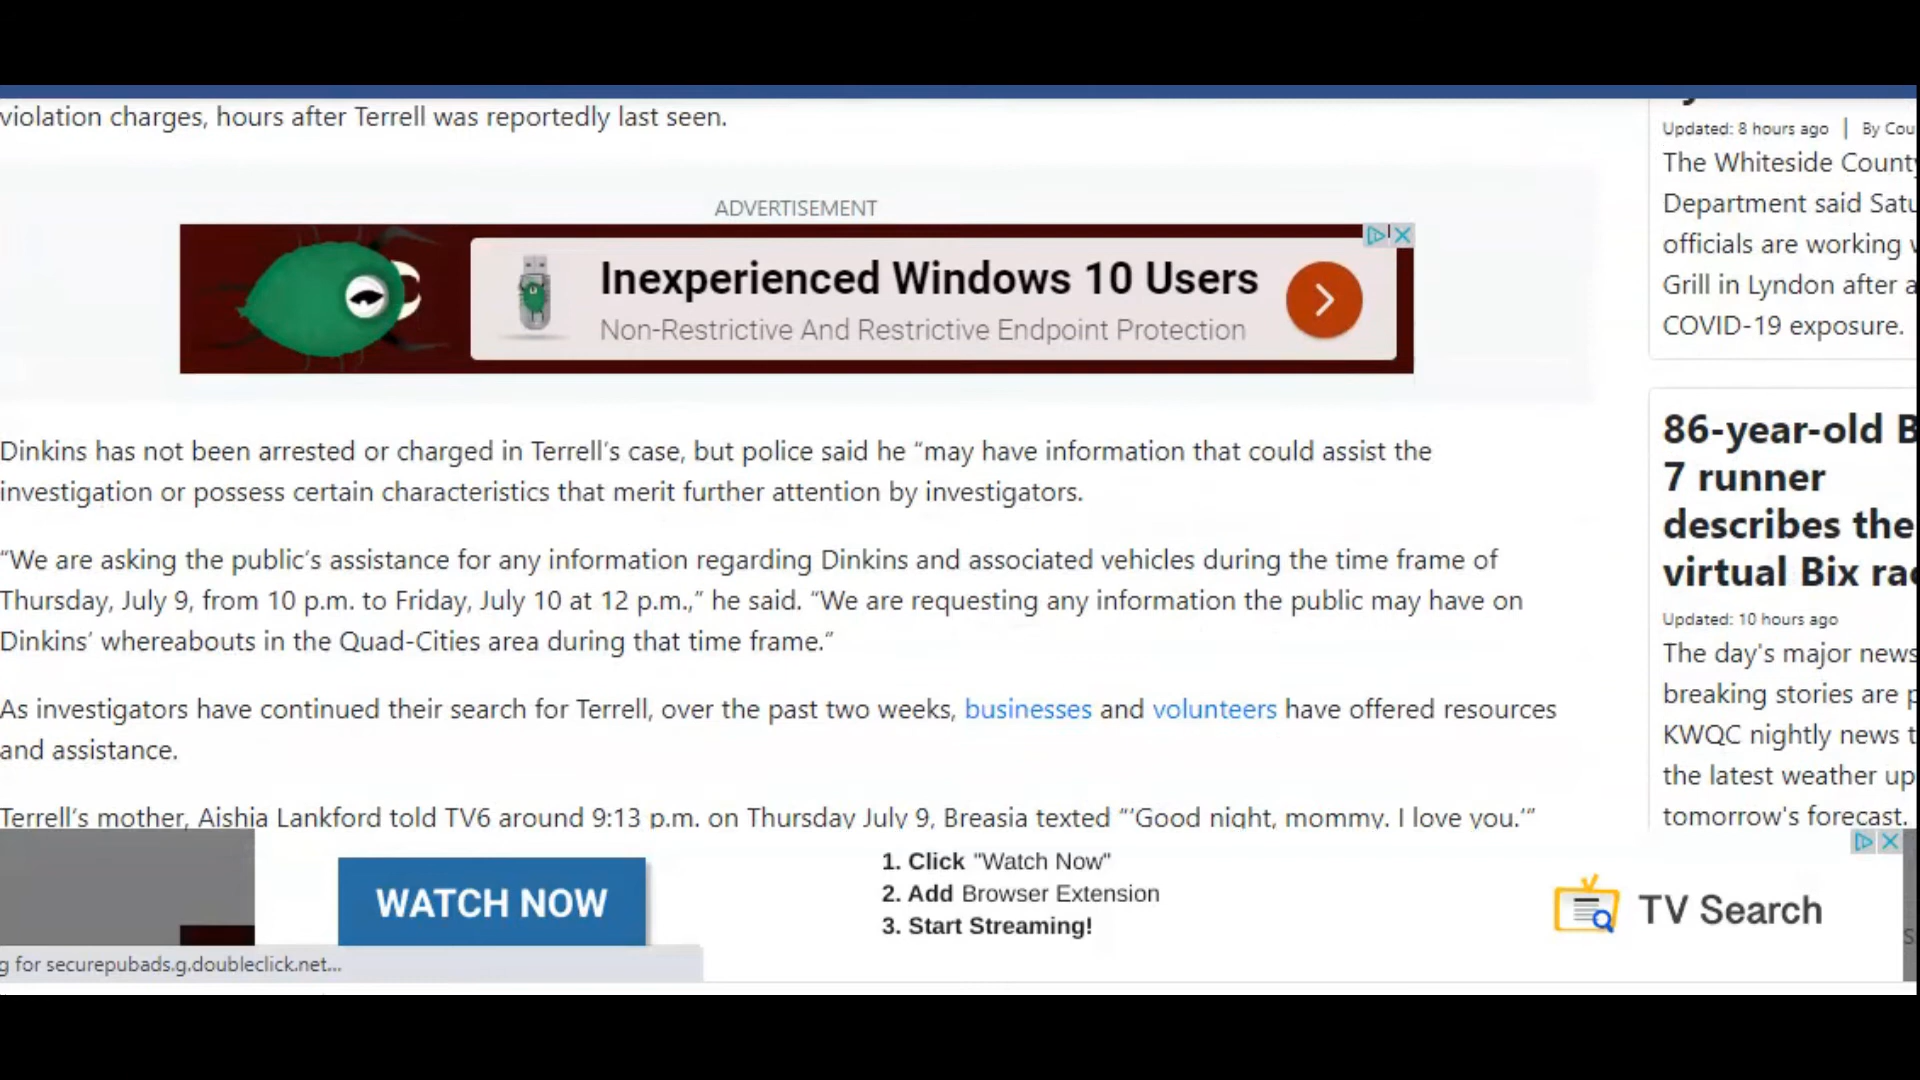 violation charges, hours after Terrell was reportedly last seen.
ADVERTISEMENT
Inexperienced Windows 10 Users
Non-Restrictive And Restrictive Endpoint Protection
Dinkins has not been arrested or charged in Terrell’s case, but police said he “may have information that could assist the
investigation or possess certain characteristics that merit further attention by investigators.
“We are asking the public’s assistance for any information regarding Dinkins and associated vehicles during the time frame of
Thursday, July 9, from 10 p.m. to Friday, July 10 at 12 p.m.,” he said. “We are requesting any information the public may have on
Dinkins’ whereabouts in the Quad-Cities area during that time frame.”
As investigators have continued their search for Terrell, over the past two weeks, businesses and volunteers have offered resources
and assistance.
Terrell’s mother, Aishia Lankford told TV6 around 9:13 p.m. on Thursday July 9, Breasia texted “‘Good night, mommy. I love you.’”
Updated: 8 hours ago | By Cou
The Whiteside County
Department said Satu
officials are working
Grill in Lyndon after a
COVID-19 exposure.
86-year-old B
7 runner
describes the
virtual Bix rac
Updated: 10 hours ago
The day's major news
breaking stories are p
KWQC nightly news t
the latest weather up
tomorrow's forecast.
WATCH NOW
1. Click "Watch Now"
2. Add Browser Extension
3. Start Streaming!
TV Search
g for securepubads.g.doubleclick.net...